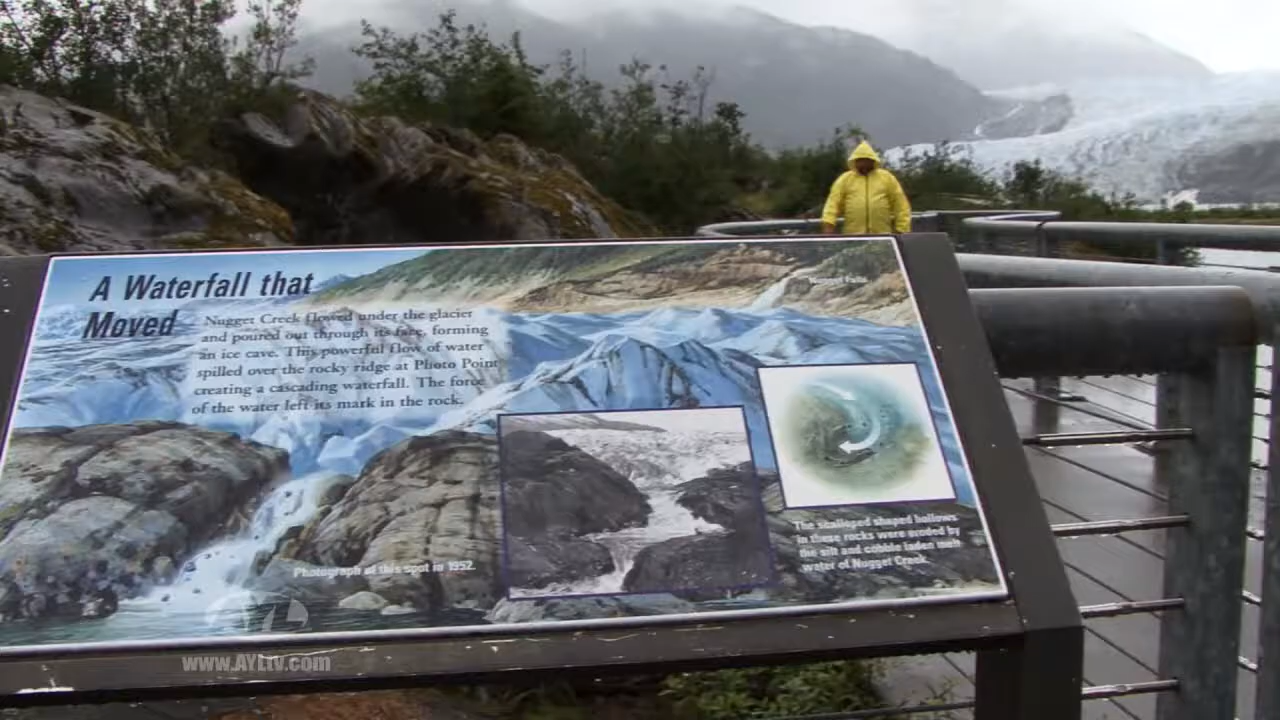 A Waterfall that
Moved
Nugget Creek flowed under the glacier
and poured out through its face, forming
an ice cave. This powerful flow of water
spilled over the rocky ridge at Photo Point
creating a cascading waterfall. The force
of the water left its mark in the rock.
Nugget Falls
Photograph of this spot in 1952.
The scalloped shaped hollows
in these rocks were eroded by
the silt and cobble laden melt
water of Nugget Creek.
www.AYLtv.com